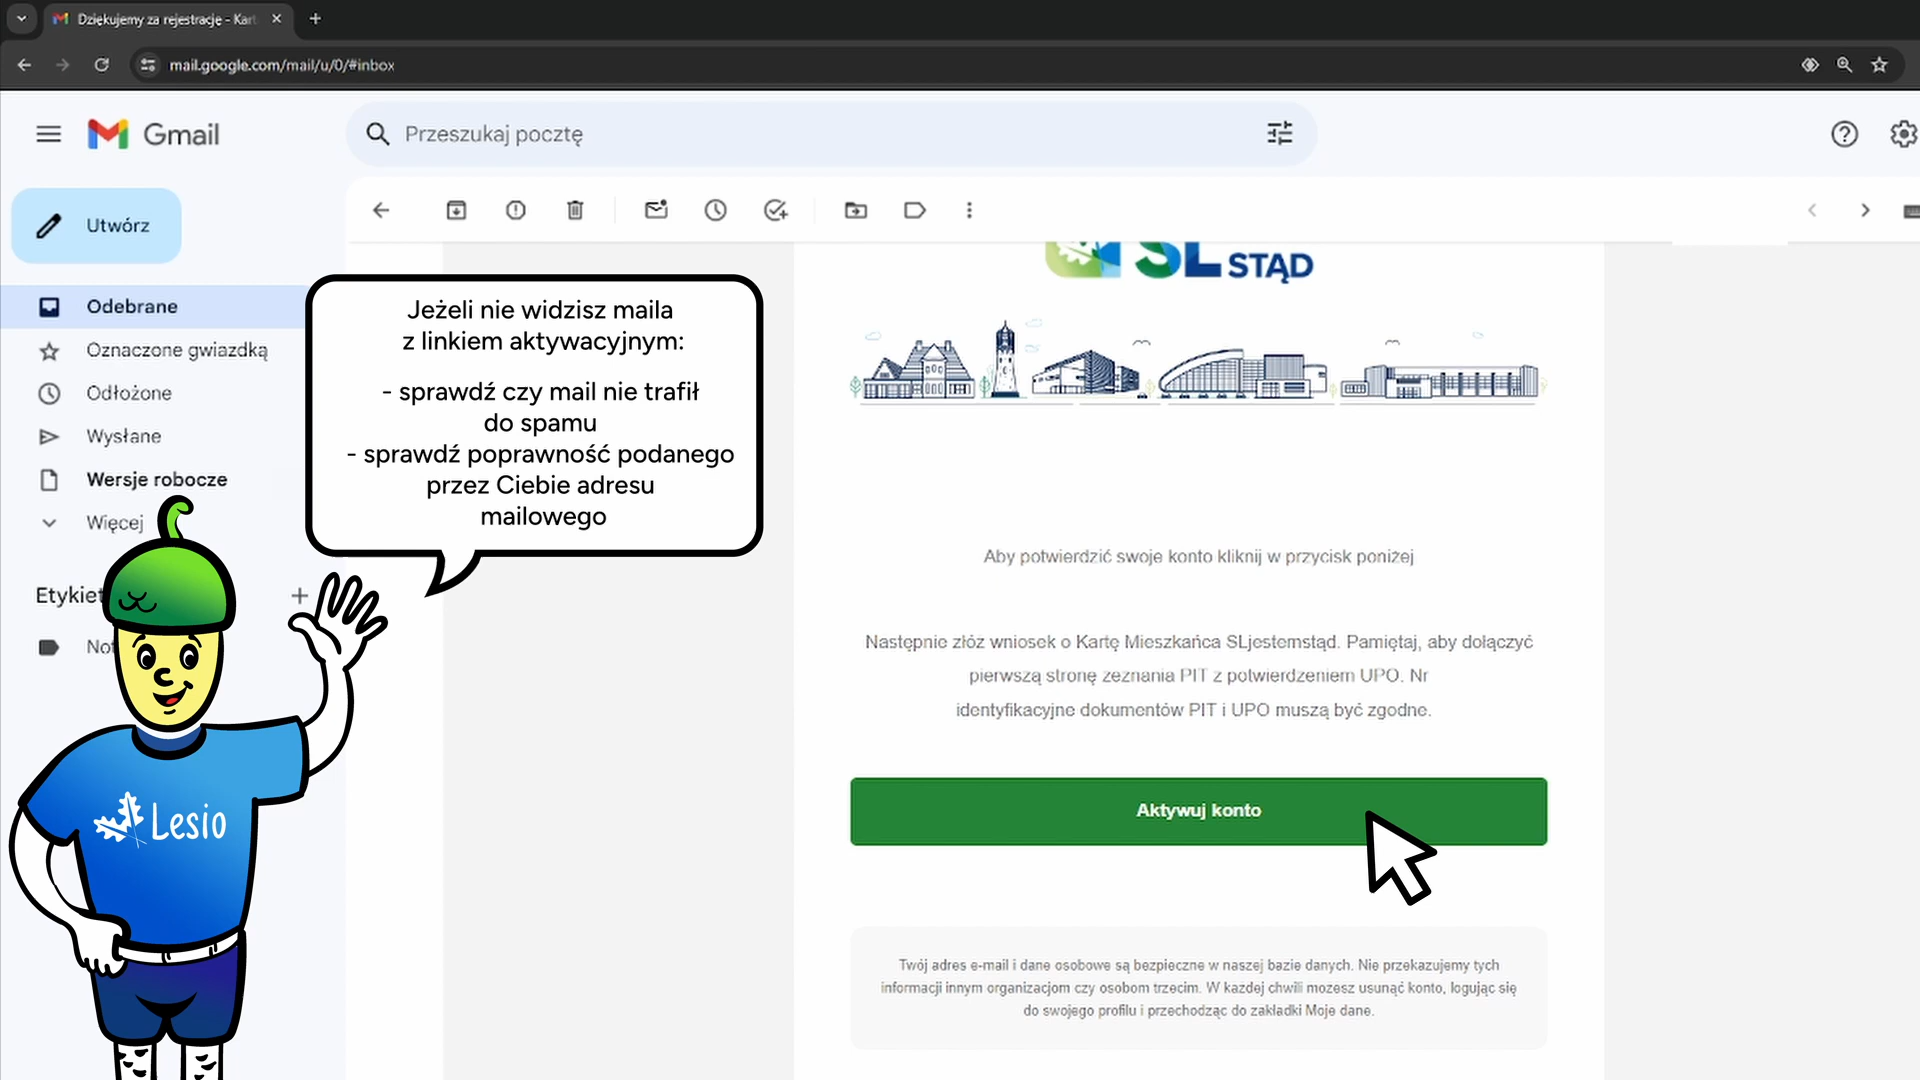 Dziękujemy za rejestrację - Kart
mail.google.com/mail/u/0/#inbox
Gmail
Przeszukaj pocztę
Utwórz
Odebrane
Oznaczone gwiazdką
Odłożone
Wysłane
Wersje robocze
Więcej
Etykiet
Not
Jeżeli nie widzisz maila
z linkiem aktywacyjnym:
- sprawdź czy mail nie trafił
do spamu
- sprawdź poprawność podanego
przez Ciebie adresu
mailowego
Lesio
SL STĄD
Aby potwierdzić swoje konto kliknij w przycisk poniżej
Następnie złóż wniosek o Kartę Mieszkańca SLjestemstąd. Pamiętaj, aby dołączyć
pierwszą stronę zeznania PIT z potwierdzeniem UPO. Nr
identyfikacyjne dokumentów PIT i UPO muszą być zgodne.
Aktywuj konto
Twój adres e-mail i dane osobowe są bezpieczne w naszej bazie danych. Nie przekazujemy tych
informacji innym organizacjom czy osobom trzecim. W każdej chwili możesz usunąć konto, logując się
do swojego profilu i przechodząc do zakładki Moje dane.